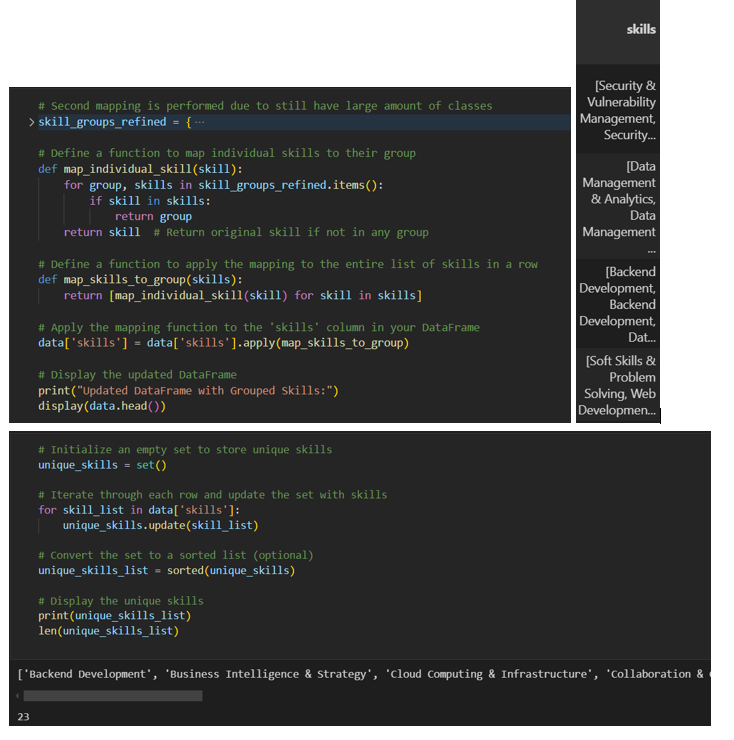 # Second mapping is performed due to still have large amount of classes
skill_groups_refined = { ...
# Define a function to map individual skills to their group
def map_individual_skill(skill):
for group, skills in skill_groups_refined.items():
if skill in skills:
return group
return skill  # Return original skill if not in any group
# Define a function to apply the mapping to the entire list of skills in a row
def map_skills_to_group(skills):
return [map_individual_skill(skill) for skill in skills]
# Apply the mapping function to the 'skills' column in your DataFrame
data['skills'] = data['skills'].apply(map_skills_to_group)
# Display the updated DataFrame
print("Updated DataFrame with Grouped Skills:")
display(data.head())
skills
[Security &
Vulnerability
Management,
Security...
[Data
Management
& Analytics,
Data
Management
...
[Backend
Development,
Backend
Development,
Dat...
[Soft Skills &
Problem
Solving, Web
Developmen...
# Initialize an empty set to store unique skills
unique_skills = set()
# Iterate through each row and update the set with skills
for skill_list in data['skills']:
unique_skills.update(skill_list)
# Convert the set to a sorted list (optional)
unique_skills_list = sorted(unique_skills)
# Display the unique skills
print(unique_skills_list)
len(unique_skills_list)
['Backend Development', 'Business Intelligence & Strategy', 'Cloud Computing & Infrastructure', 'Collaboration &
23